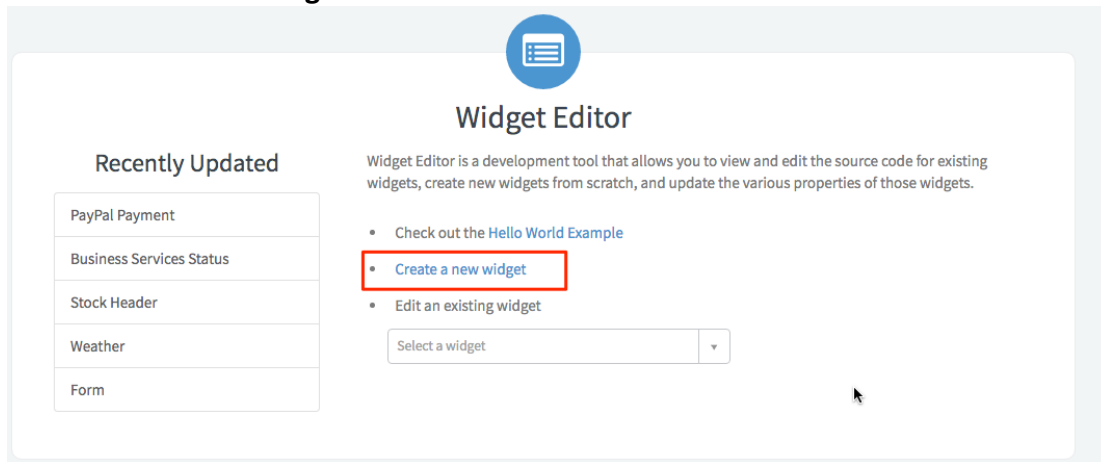 Widget Editor
Recently Updated
PayPal Payment
Business Services Status
Stock Header
Weather
Form
Widget Editor is a development tool that allows you to view and edit the source code for existing
widgets, create new widgets from scratch, and update the various properties of those widgets.
• Check out the Hello World Example
• Create a new widget
• Edit an existing widget
Select a widget